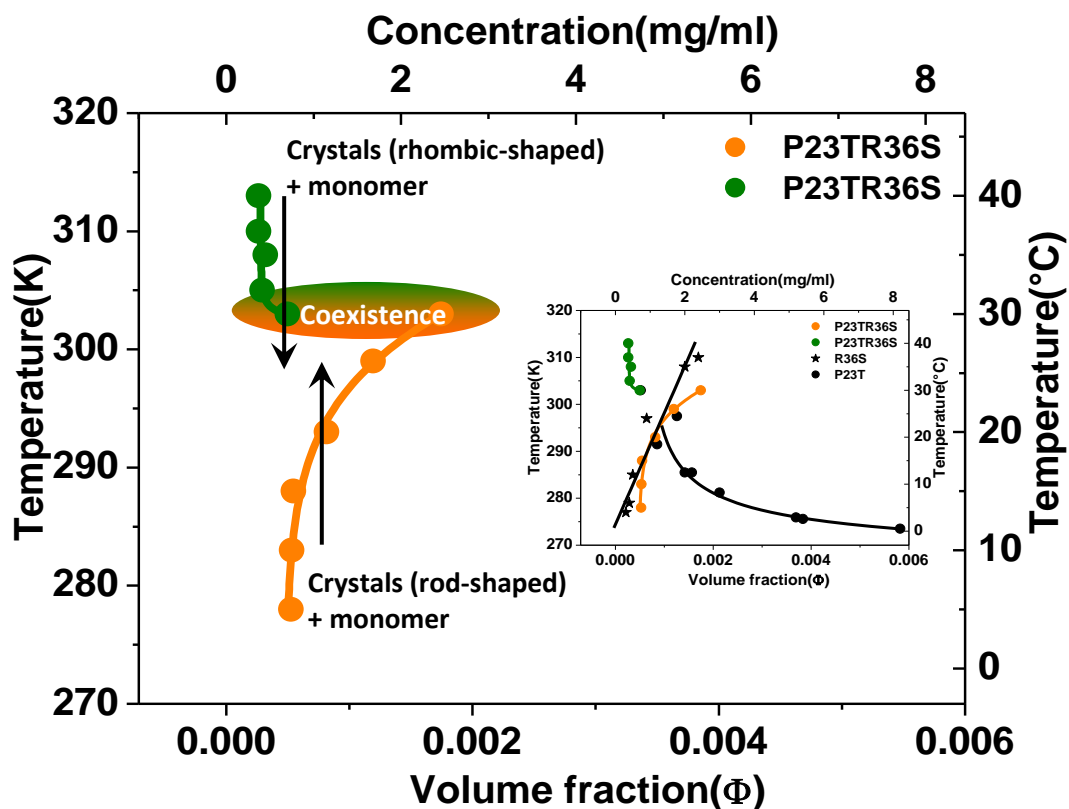 Concentration(mg/ml)
0 2 4 6 8
320
310
300
290
280
270
Temperature(K)
Crystals (rhombic-shaped)
+ monomer
P23TR36S
P23TR36S
Coexistence
Crystals (rod-shaped)
+ monomer
40
30
20
10
0
Temperature(°C)
0.000 0.002 0.004 0.006
Volume fraction(Φ)
Concentration(mg/ml)
0 2 4 6 8
320
310
300
290
280
270
Temperature(K)
P23TR36S
P23TR36S
R36S
P23T
40
30
20
10
0
Temperature(°C)
0.000 0.002 0.004 0.006
Volume fraction(Φ)